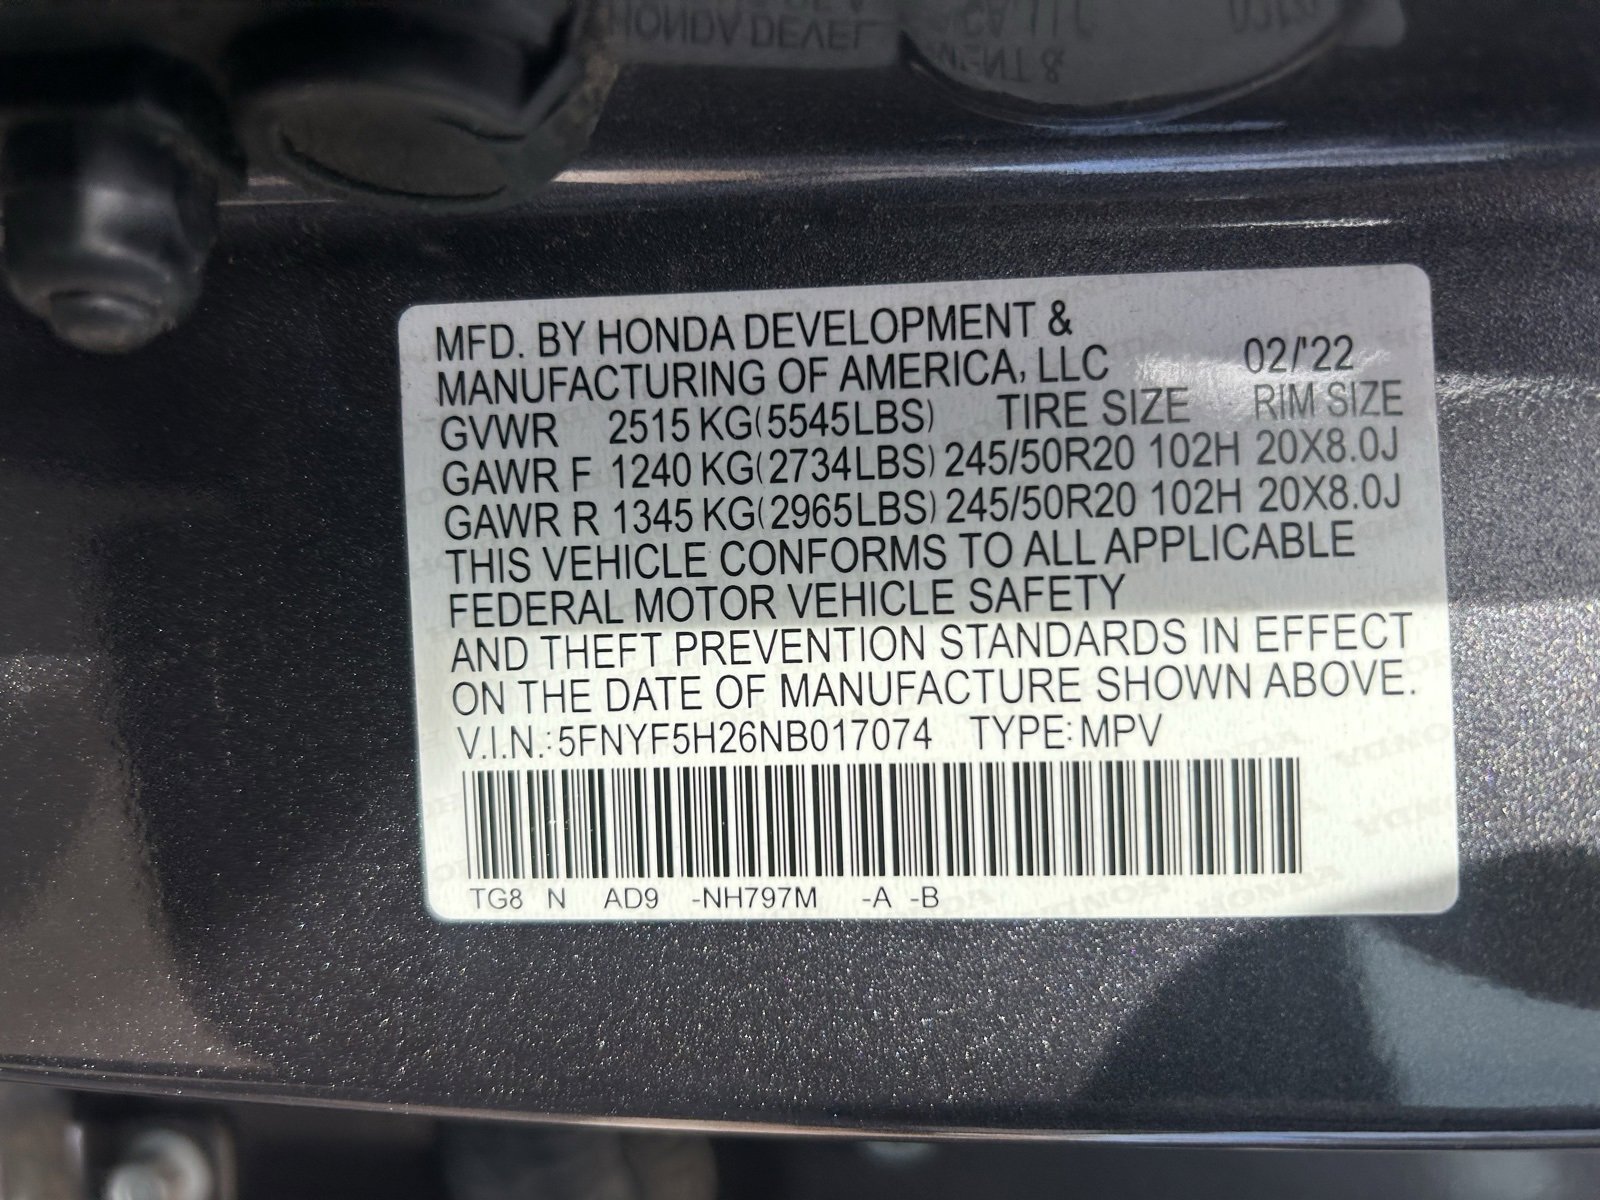 MFD. BY HONDA DEVELOPMENT &
MANUFACTURING OF AMERICA, LLC 02/'22
GVWR 2515 KG(5545LBS) TIRE SIZE RIM SIZE
GAWR F 1240 KG(2734LBS) 245/50R20 102H 20X8.0J
GAWR R 1345 KG(2965LBS) 245/50R20 102H 20X8.0J
THIS VEHICLE CONFORMS TO ALL APPLICABLE
FEDERAL MOTOR VEHICLE SAFETY
AND THEFT PREVENTION STANDARDS IN EFFECT
ON THE DATE OF MANUFACTURE SHOWN ABOVE.
V.I.N.: 5FNYF5H26NB017074 TYPE: MPV
TG8 N AD9 -NH797M -A -B